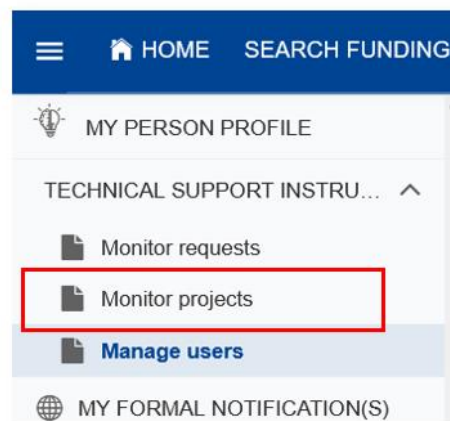 HOME SEARCH FUNDING
MY PERSON PROFILE
TECHNICAL SUPPORT INSTRU...
Monitor requests
Monitor projects
Manage users
MY FORMAL NOTIFICATION(S)